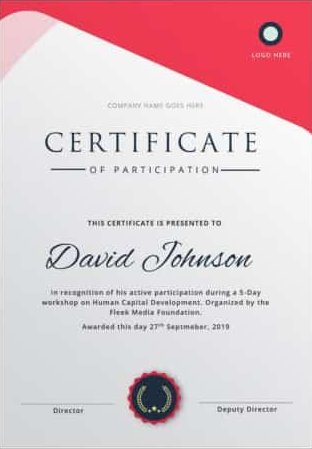 LOGO HERE
COMPANY NAME GOES HERE
CERTIFICATE
OF PARTICIPATION
THIS CERTIFICATE IS PRESENTED TO
David Johnson
In recognition of his active participation during a 5-Day
workshop on Human Capital Development. Organized by the
Fleek Media Foundation.
Awarded this day 27th Septmeber, 2019
Director
Deputy Director